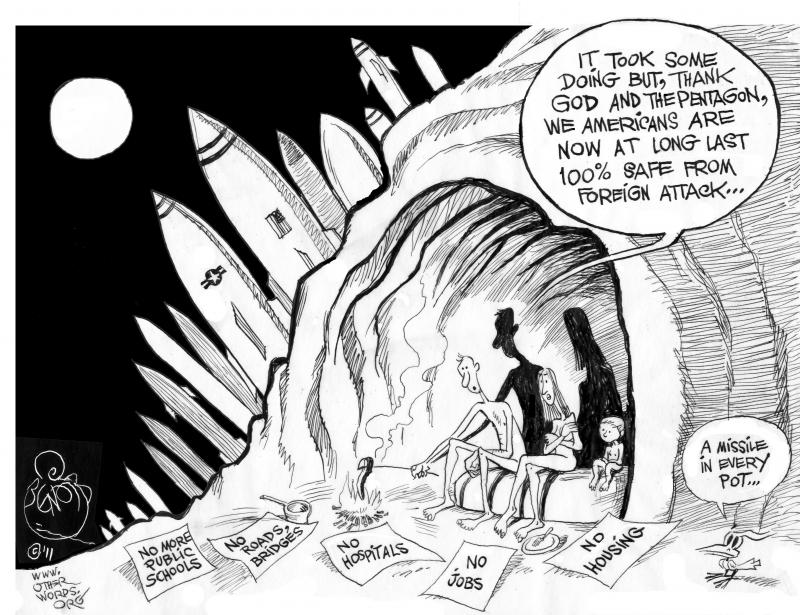 IT TOOK SOME
DOING BUT, THANK
GOD AND THE PENTAGON,
WE AMERICANS ARE
NOW AT LONG LAST
100% SAFE FROM
FOREIGN ATTACK...
A MISSILE
IN EVERY
POT...
NO MORE
PUBLIC
SCHOOLS
NO
ROADS,
BRIDGES
NO
HOSPITALS
NO
JOBS
NO
HOUSING
©'11
WWW.
OTHER
WORDS.
ORG